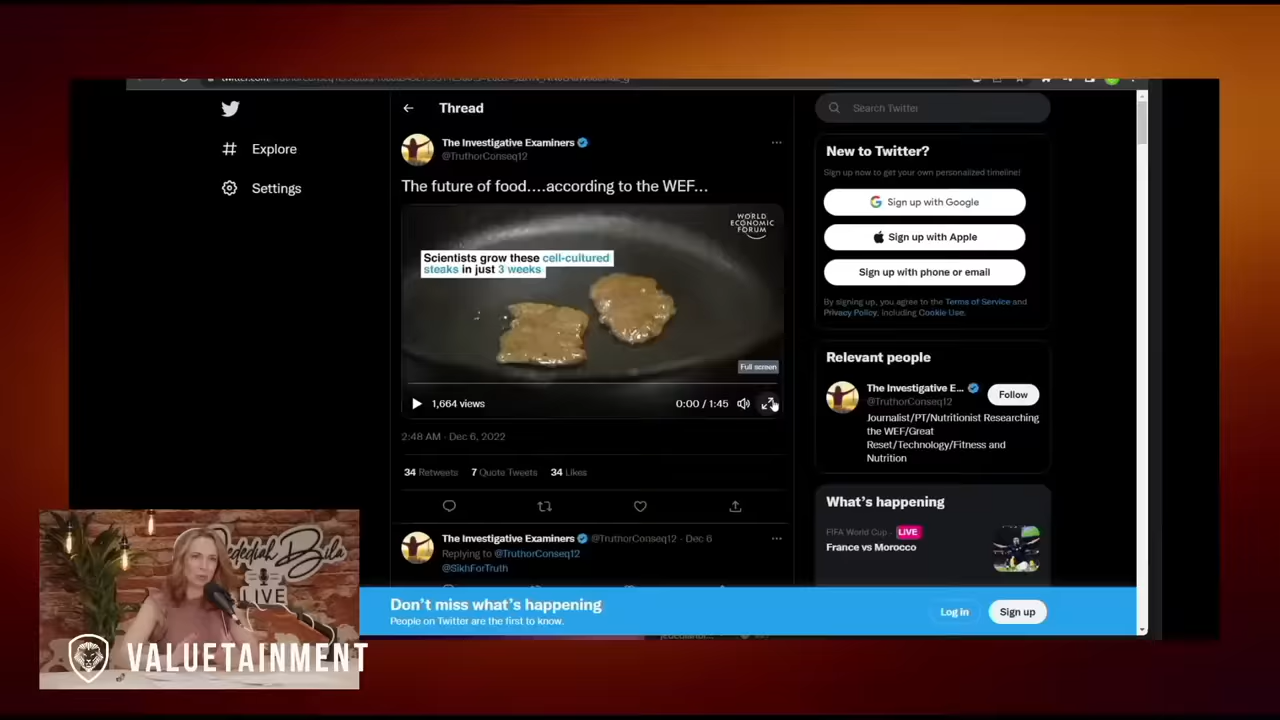 Thread
Explore
Settings
The Investigative Examiners
@TruthorConseq12
The future of food....according to the WEF...
WORLD
ECONOMIC
FORUM
Scientists grow these cell-cultured
steaks in just 3 weeks
Full screen
1,664 views
0:00 / 1:45
2:48 AM · Dec 6, 2022
34 Retweets 7 Quote Tweets 34 Likes
The Investigative Examiners @TruthorConseq12 · Dec 6
Replying to @TruthorConseq12
@SikhForTruth
Search Twitter
New to Twitter?
Sign up now to get your own personalized timeline!
Sign up with Google
Sign up with Apple
Sign up with phone or email
By signing up, you agree to the Terms of Service and
Privacy Policy, including Cookie Use.
Relevant people
The Investigative E...
@TruthorConseq12
Follow
Journalist/PT/Nutritionist Researching
the WEF/Great
Reset/Technology/Fitness and
Nutrition
What's happening
FIFA World Cup · LIVE
France vs Morocco
Don't miss what's happening
People on Twitter are the first to know.
Log in
Sign up
Jedediah Bila
LIVE
VALUETAINMENT